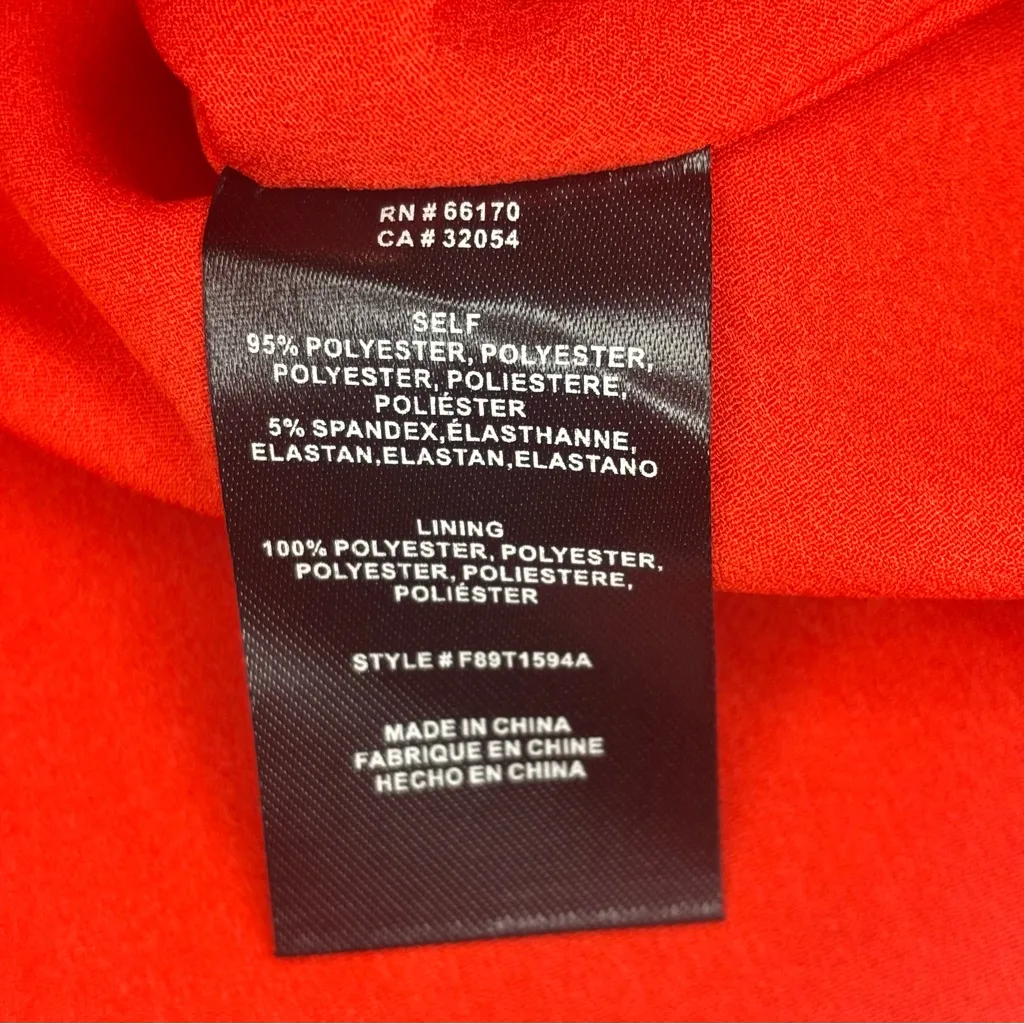 RN # 66170
CA # 32054
SELF
95% POLYESTER, POLYESTER,
POLYESTER, POLIESTERE,
POLIÉSTER
5% SPANDEX,ÉLASTHANNE,
ELASTAN,ELASTAN,ELASTANO
LINING
100% POLYESTER, POLYESTER,
POLYESTER, POLIESTERE,
POLIÉSTER
STYLE # F89T1594A
MADE IN CHINA
FABRIQUE EN CHINE
HECHO EN CHINA